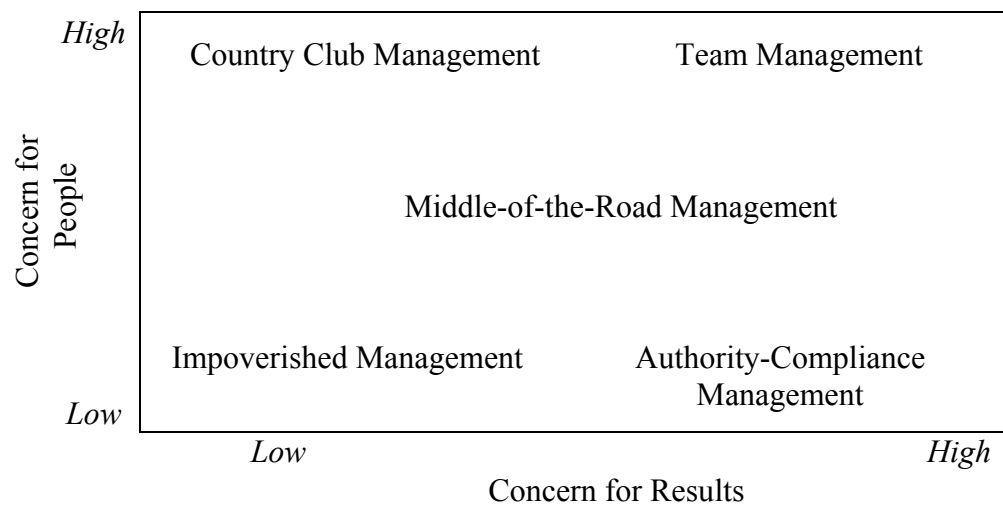 High
Country Club Management
Team Management
Concern for
People
Middle-of-the-Road Management
Impoverished Management
Authority-Compliance
Management
Low
Low
High
Concern for Results